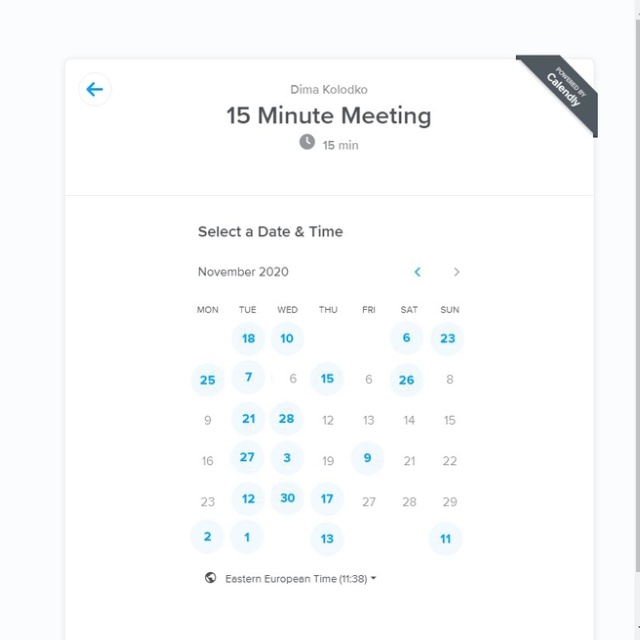 POWERED BY
Calendly
Dima Kolodko
15 Minute Meeting
15 min
Select a Date & Time
November 2020
MON TUE WED THU FRI SAT SUN
18 10 6 23
25 7 6 15 6 26 8
9 21 28 12 13 14 15
16 27 3 19 9 21 22
23 12 30 17 27 28 29
2 1 13 11
Eastern European Time (11:38)